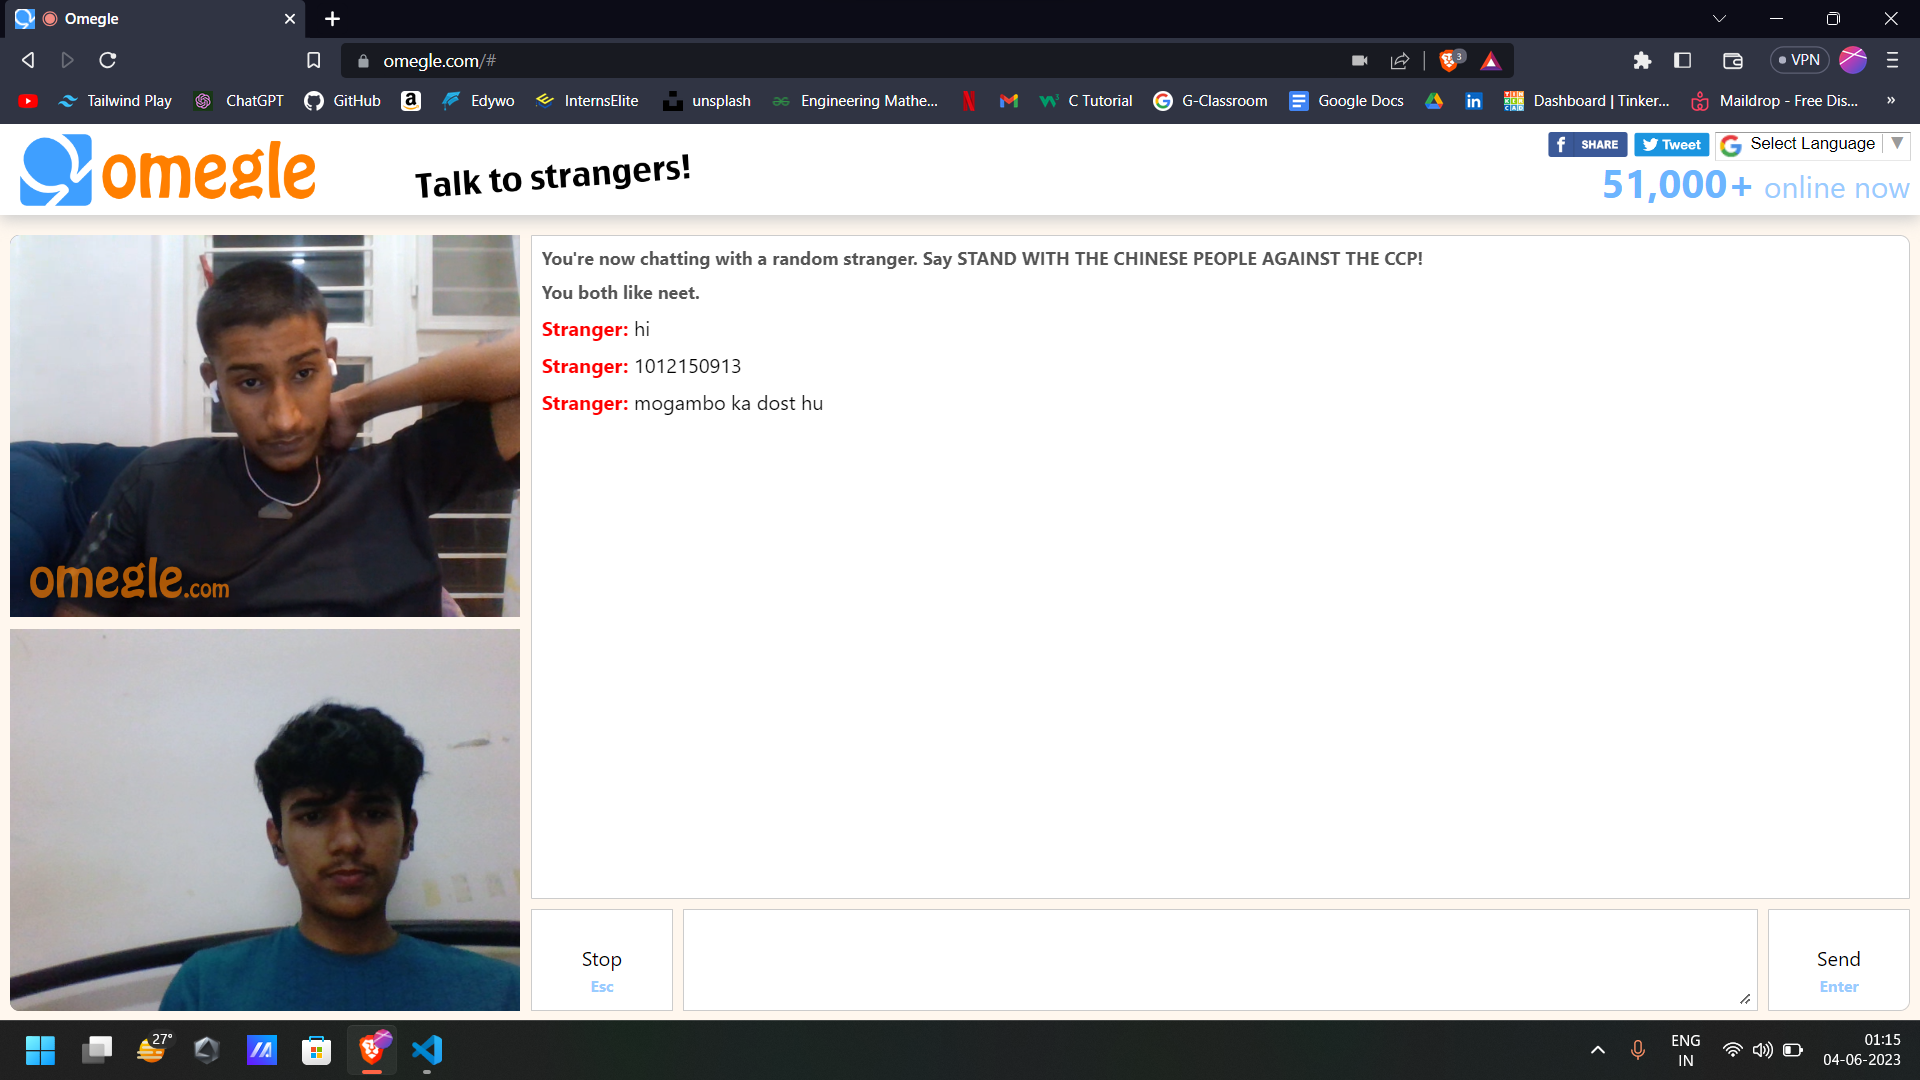 Omegle
omegle.com/#
3
VPN
Tailwind Play
ChatGPT
GitHub
Edywo
InternsElite
unsplash
Engineering Mathe...
C Tutorial
G-Classroom
Google Docs
Dashboard | Tinker...
Maildrop - Free Dis...
»
omegle
Talk to strangers!
SHARE
Tweet
Select Language
51,000+ online now
omegle.com
You're now chatting with a random stranger. Say STAND WITH THE CHINESE PEOPLE AGAINST THE CCP!
You both like neet.
Stranger: hi
Stranger: 1012150913
Stranger: mogambo ka dost hu
Stop
Esc
Send
Enter
27°
ENG
IN
01:15
04-06-2023